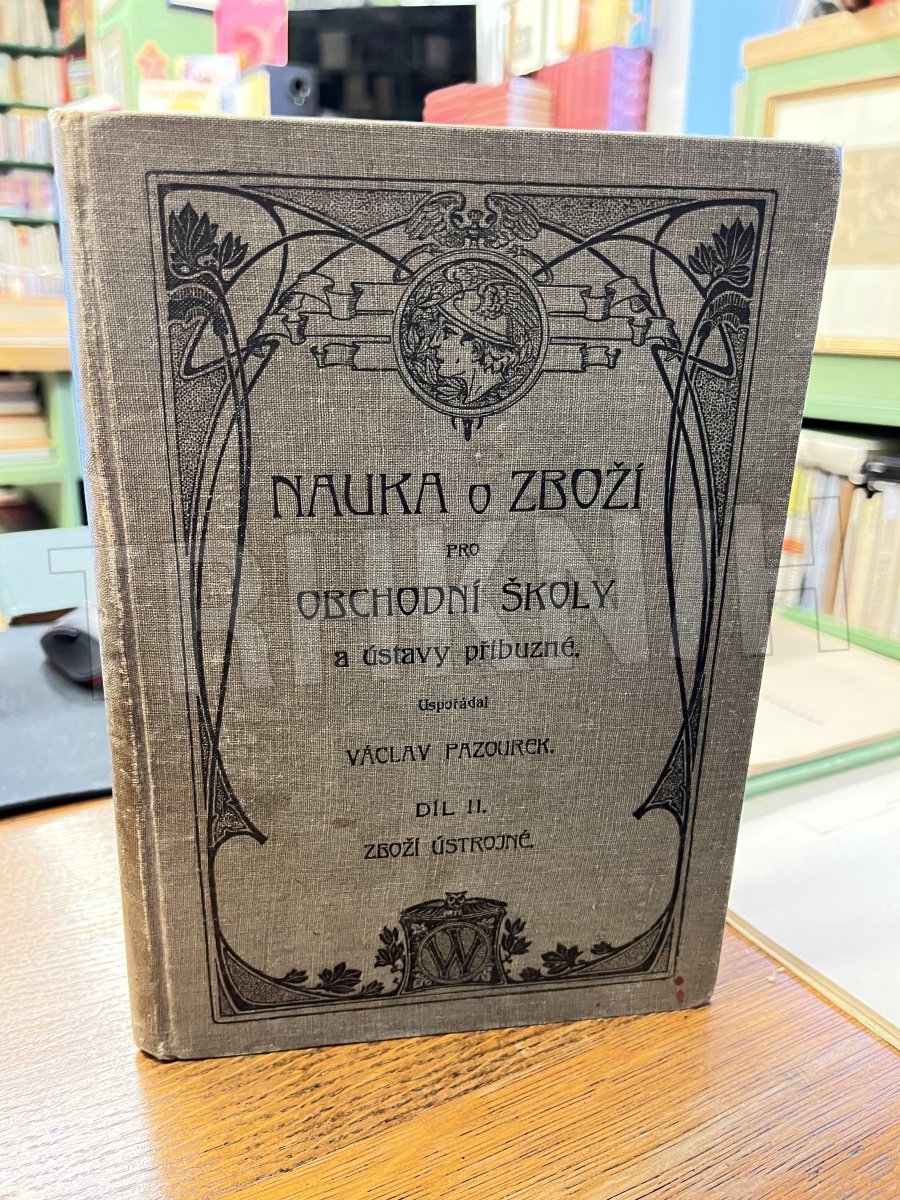 NAUKA o ZBOŽÍ
PRO
OBCHODNÍ ŠKOLY
a ústavy příbuzné.
Uspořádal
VÁCLAV PAZOUREK.
DÍL II.
ZBOŽÍ ÚSTROJNÉ.
W